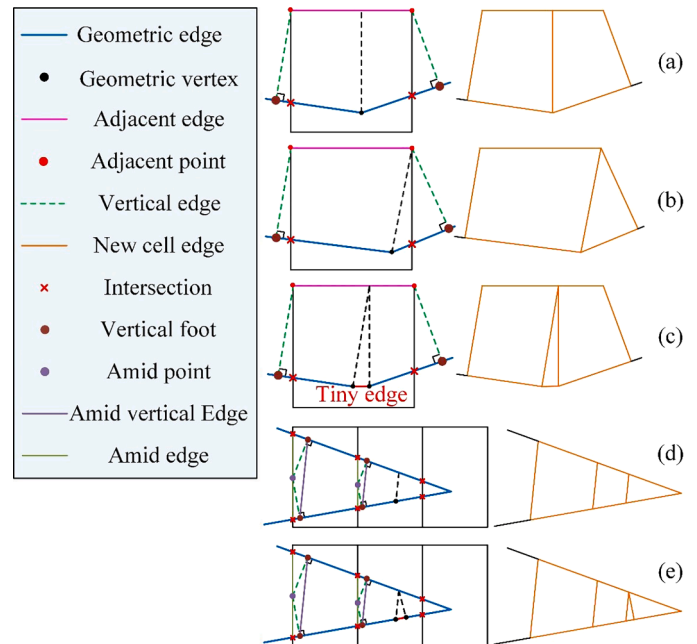 Geometric edge
Geometric vertex
Adjacent edge
Adjacent point
Vertical edge
New cell edge
Intersection
Vertical foot
Amid point
Amid vertical Edge
Amid edge
(a)
(b)
(c)
Tiny edge
(d)
(e)